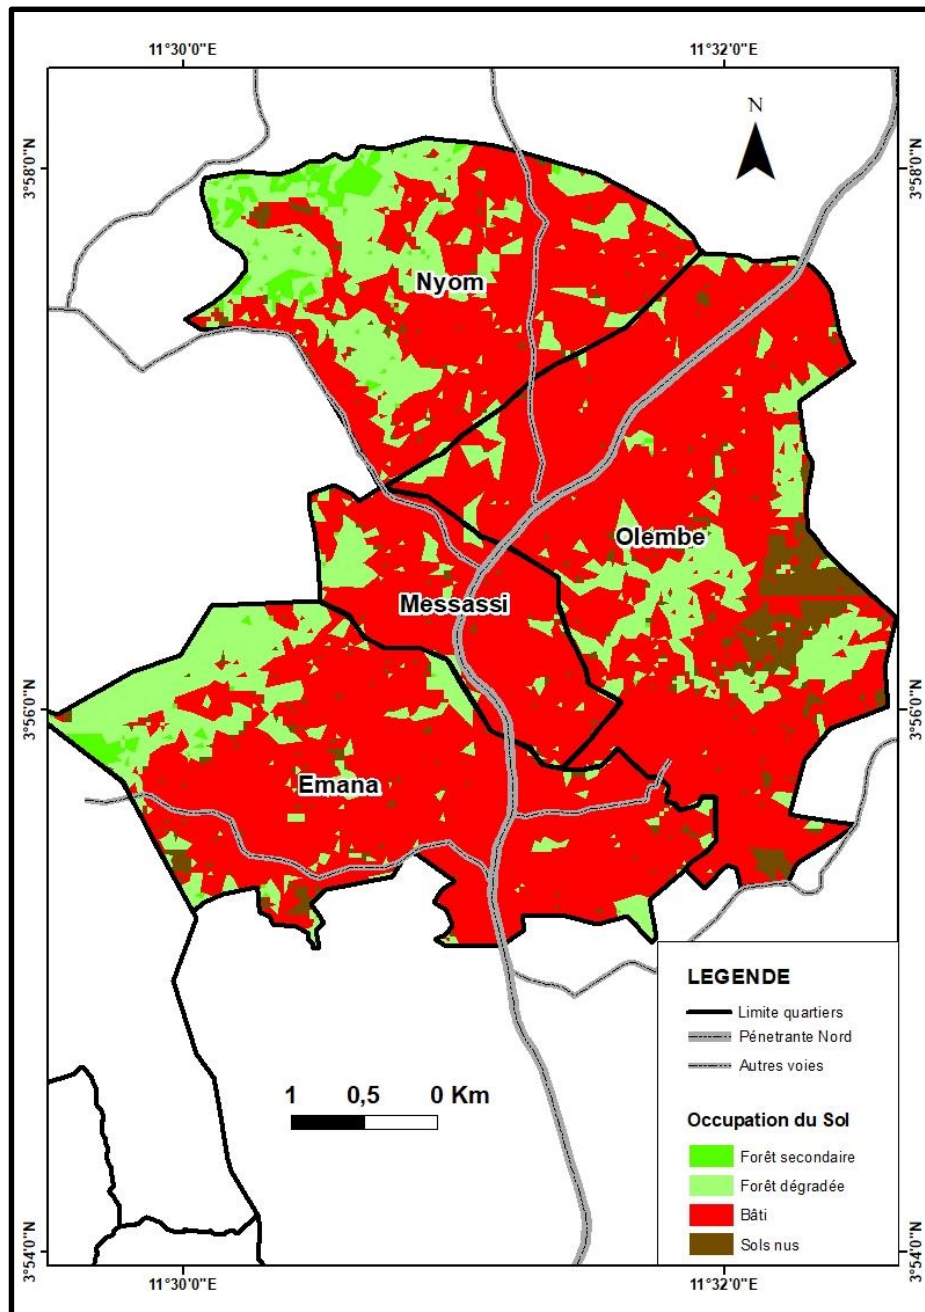 11°30'0"E 11°32'0"E
N
3°58'0"N 3°58'0"N
Nyom
Olembe
Messassi
3°56'0"N 3°56'0"N
Emana
LEGENDE
Limite quartiers
Pénetrante Nord
Autres voies
1 0,5 0 Km
Occupation du Sol
Forêt secondaire
Forêt dégradée
Bâti
Sols nus
3°54'0"N 3°54'0"N
11°30'0"E 11°32'0"E